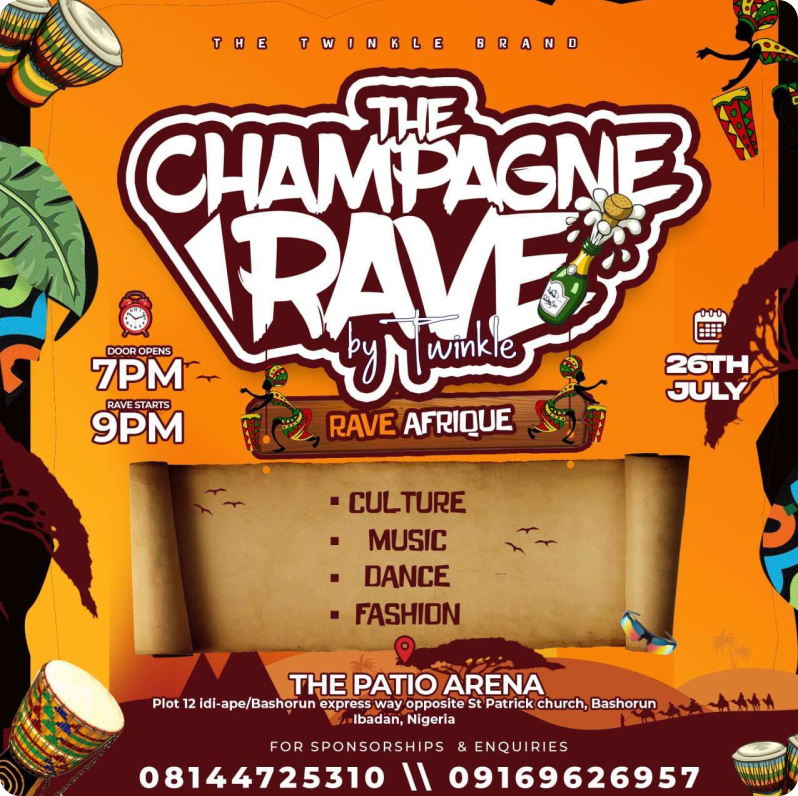 THE TWINKLE BRAND
THE
CHAMPAGNE
RAVE
by Twinkle
DOOR OPENS
7PM
RAVE STARTS
9PM
26TH
JULY
RAVE AFRIQUE
▪ CULTURE
▪ MUSIC
▪ DANCE
▪ FASHION
THE PATIO ARENA
Plot 12 idi-ape/Bashorun express way opposite St Patrick church, Bashorun
Ibadan, Nigeria
FOR SPONSORSHIPS & ENQUIRIES
08144725310 \\ 09169626957